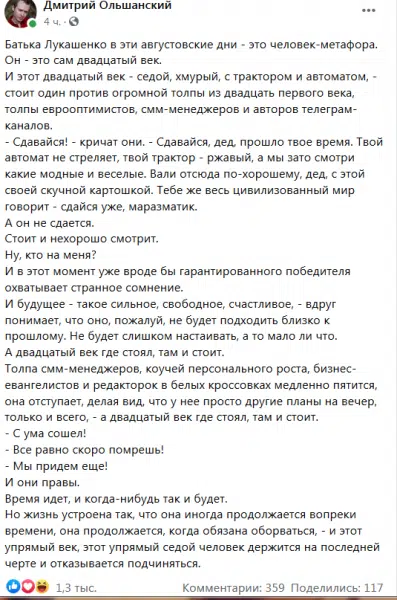 Дмитрий Ольшанский
4 ч. ·
Батька Лукашенко в эти августовские дни - это человек-метафора.
Он - это сам двадцатый век.
И этот двадцатый век - седой, хмурый, с трактором и автоматом, -
стоит один против огромной толпы из двадцать первого века,
толпы еврооптимистов, смм-менеджеров и авторов телеграм-
каналов.
- Сдавайся! - кричат они. - Сдавайся, дед, прошло твое время. Твой
автомат не стреляет, твой трактор - ржавый, а мы зато смотри
какие модные и веселые. Вали отсюда по-хорошему, дед, с этой
своей скучной картошкой. Тебе же весь цивилизованный мир
говорит - сдайся уже, маразматик.
А он не сдается.
Стоит и нехорошо смотрит.
Ну, кто на меня?
И в этот момент уже вроде бы гарантированного победителя
охватывает странное сомнение.
И будущее - такое сильное, свободное, счастливое, - вдруг
понимает, что оно, пожалуй, не будет подходить близко к
прошлому. Не будет слишком настаивать, а то мало ли что.
А двадцатый век где стоял, там и стоит.
Толпа смм-менеджеров, коучей персонального роста, бизнес-
евангелистов и редакторок в белых кроссовках медленно пятится,
она отступает, делая вид, что у нее просто другие планы на вечер,
только и всего, - а двадцатый век где стоял, там и стоит.
- С ума сошел!
- Все равно скоро помрешь!
- Мы придем еще!
И они правы.
Время идет, и когда-нибудь так и будет.
Но жизнь устроена так, что она иногда продолжается вопреки
времени, она продолжается, когда обязана оборваться, - и этот
упрямый век, этот упрямый седой человек держится на последней
черте и отказывается подчиняться.
1,3 тыс.
Комментарии: 359 Поделились: 117